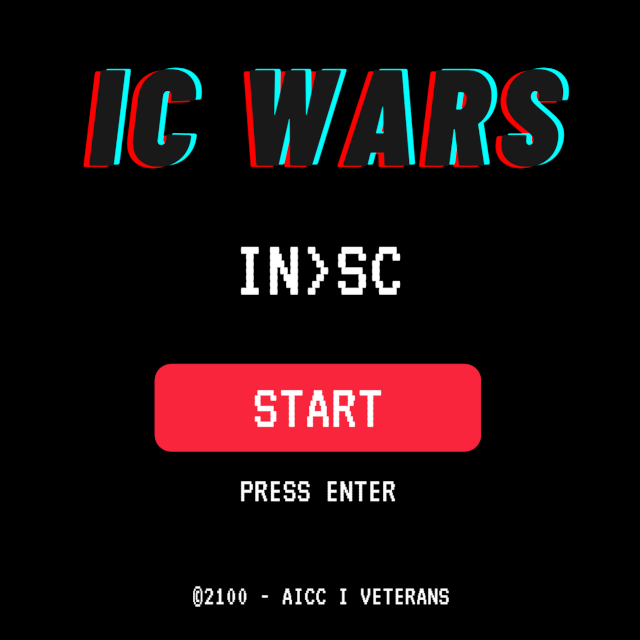 IC WARS
IN>SC
START
PRESS ENTER
©2100 - AICC I VETERANS